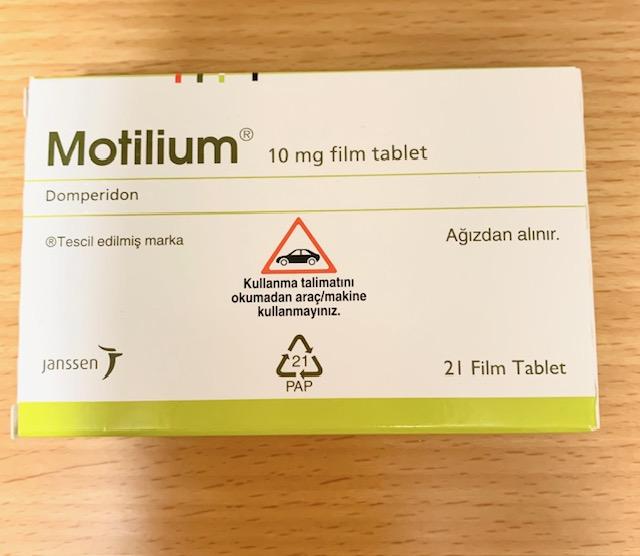 Motilium® 10 mg film tablet
Domperidon
®Tescil edilmiş marka
Ağızdan alınır.
Kullanma talimatını
okumadan araç/makine
kullanmayınız.
janssen
21
PAP
21 Film Tablet